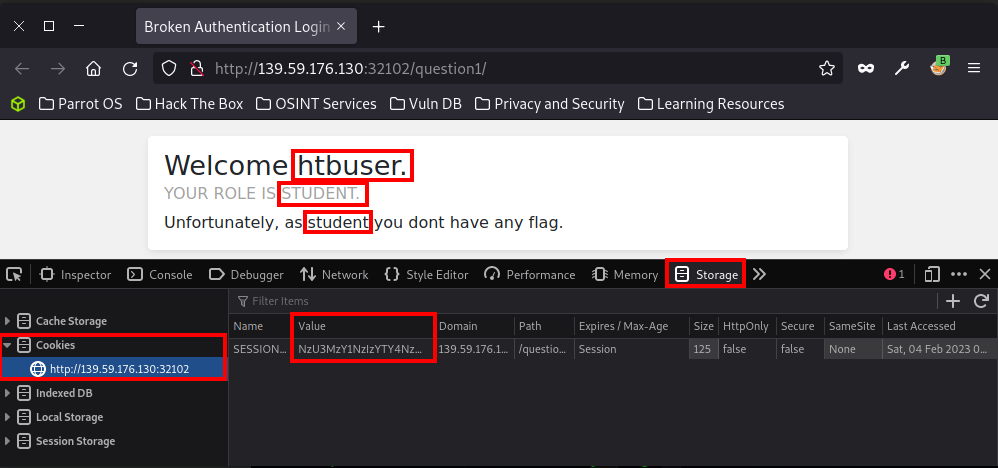 Broken Authentication Login
http://139.59.176.130:32102/question1/
B
Parrot OS Hack The Box OSINT Services Vuln DB Privacy and Security Learning Resources
Welcome htbuser.
YOUR ROLE IS STUDENT.
Unfortunately, as student you dont have any flag.
Inspector Console Debugger Network Style Editor Performance Memory Storage 1
Filter Items
Cache Storage
Cookies
http://139.59.176.130:32102
Indexed DB
Local Storage
Session Storage
Name Value Domain Path Expires / Max-Age Size HttpOnly Secure SameSite Last Accessed
SESSION... NzU3MzY1NzIzYTY4Nz... 139.59.176.1... /questio... Session 125 false false None Sat, 04 Feb 2023 0...